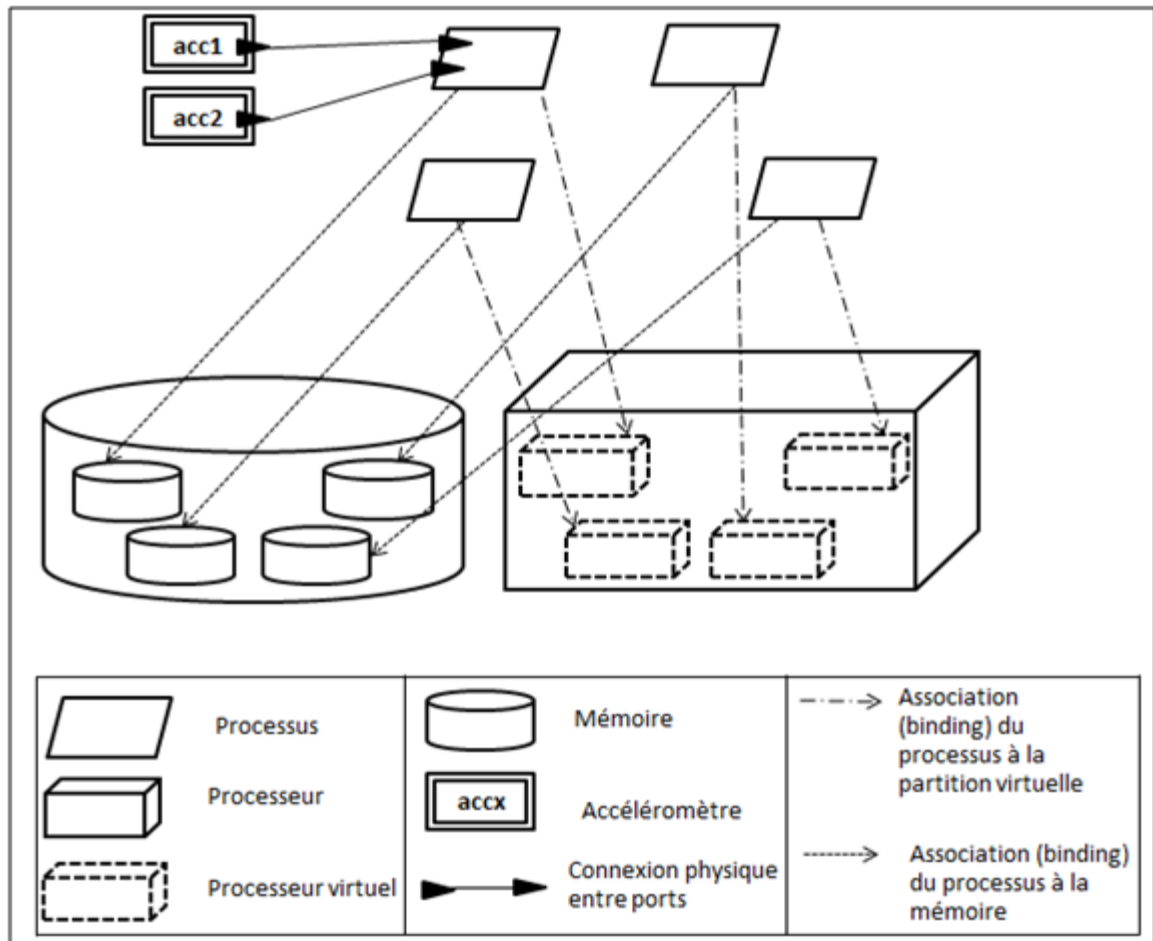 acc1
acc2
Processus
Processeur
Processeur virtuel
Mémoire
accx
Accéléromètre
Connexion physique
entre ports
Association
(binding) du
processus à la
partition virtuelle
Association (binding)
du processus à la
mémoire